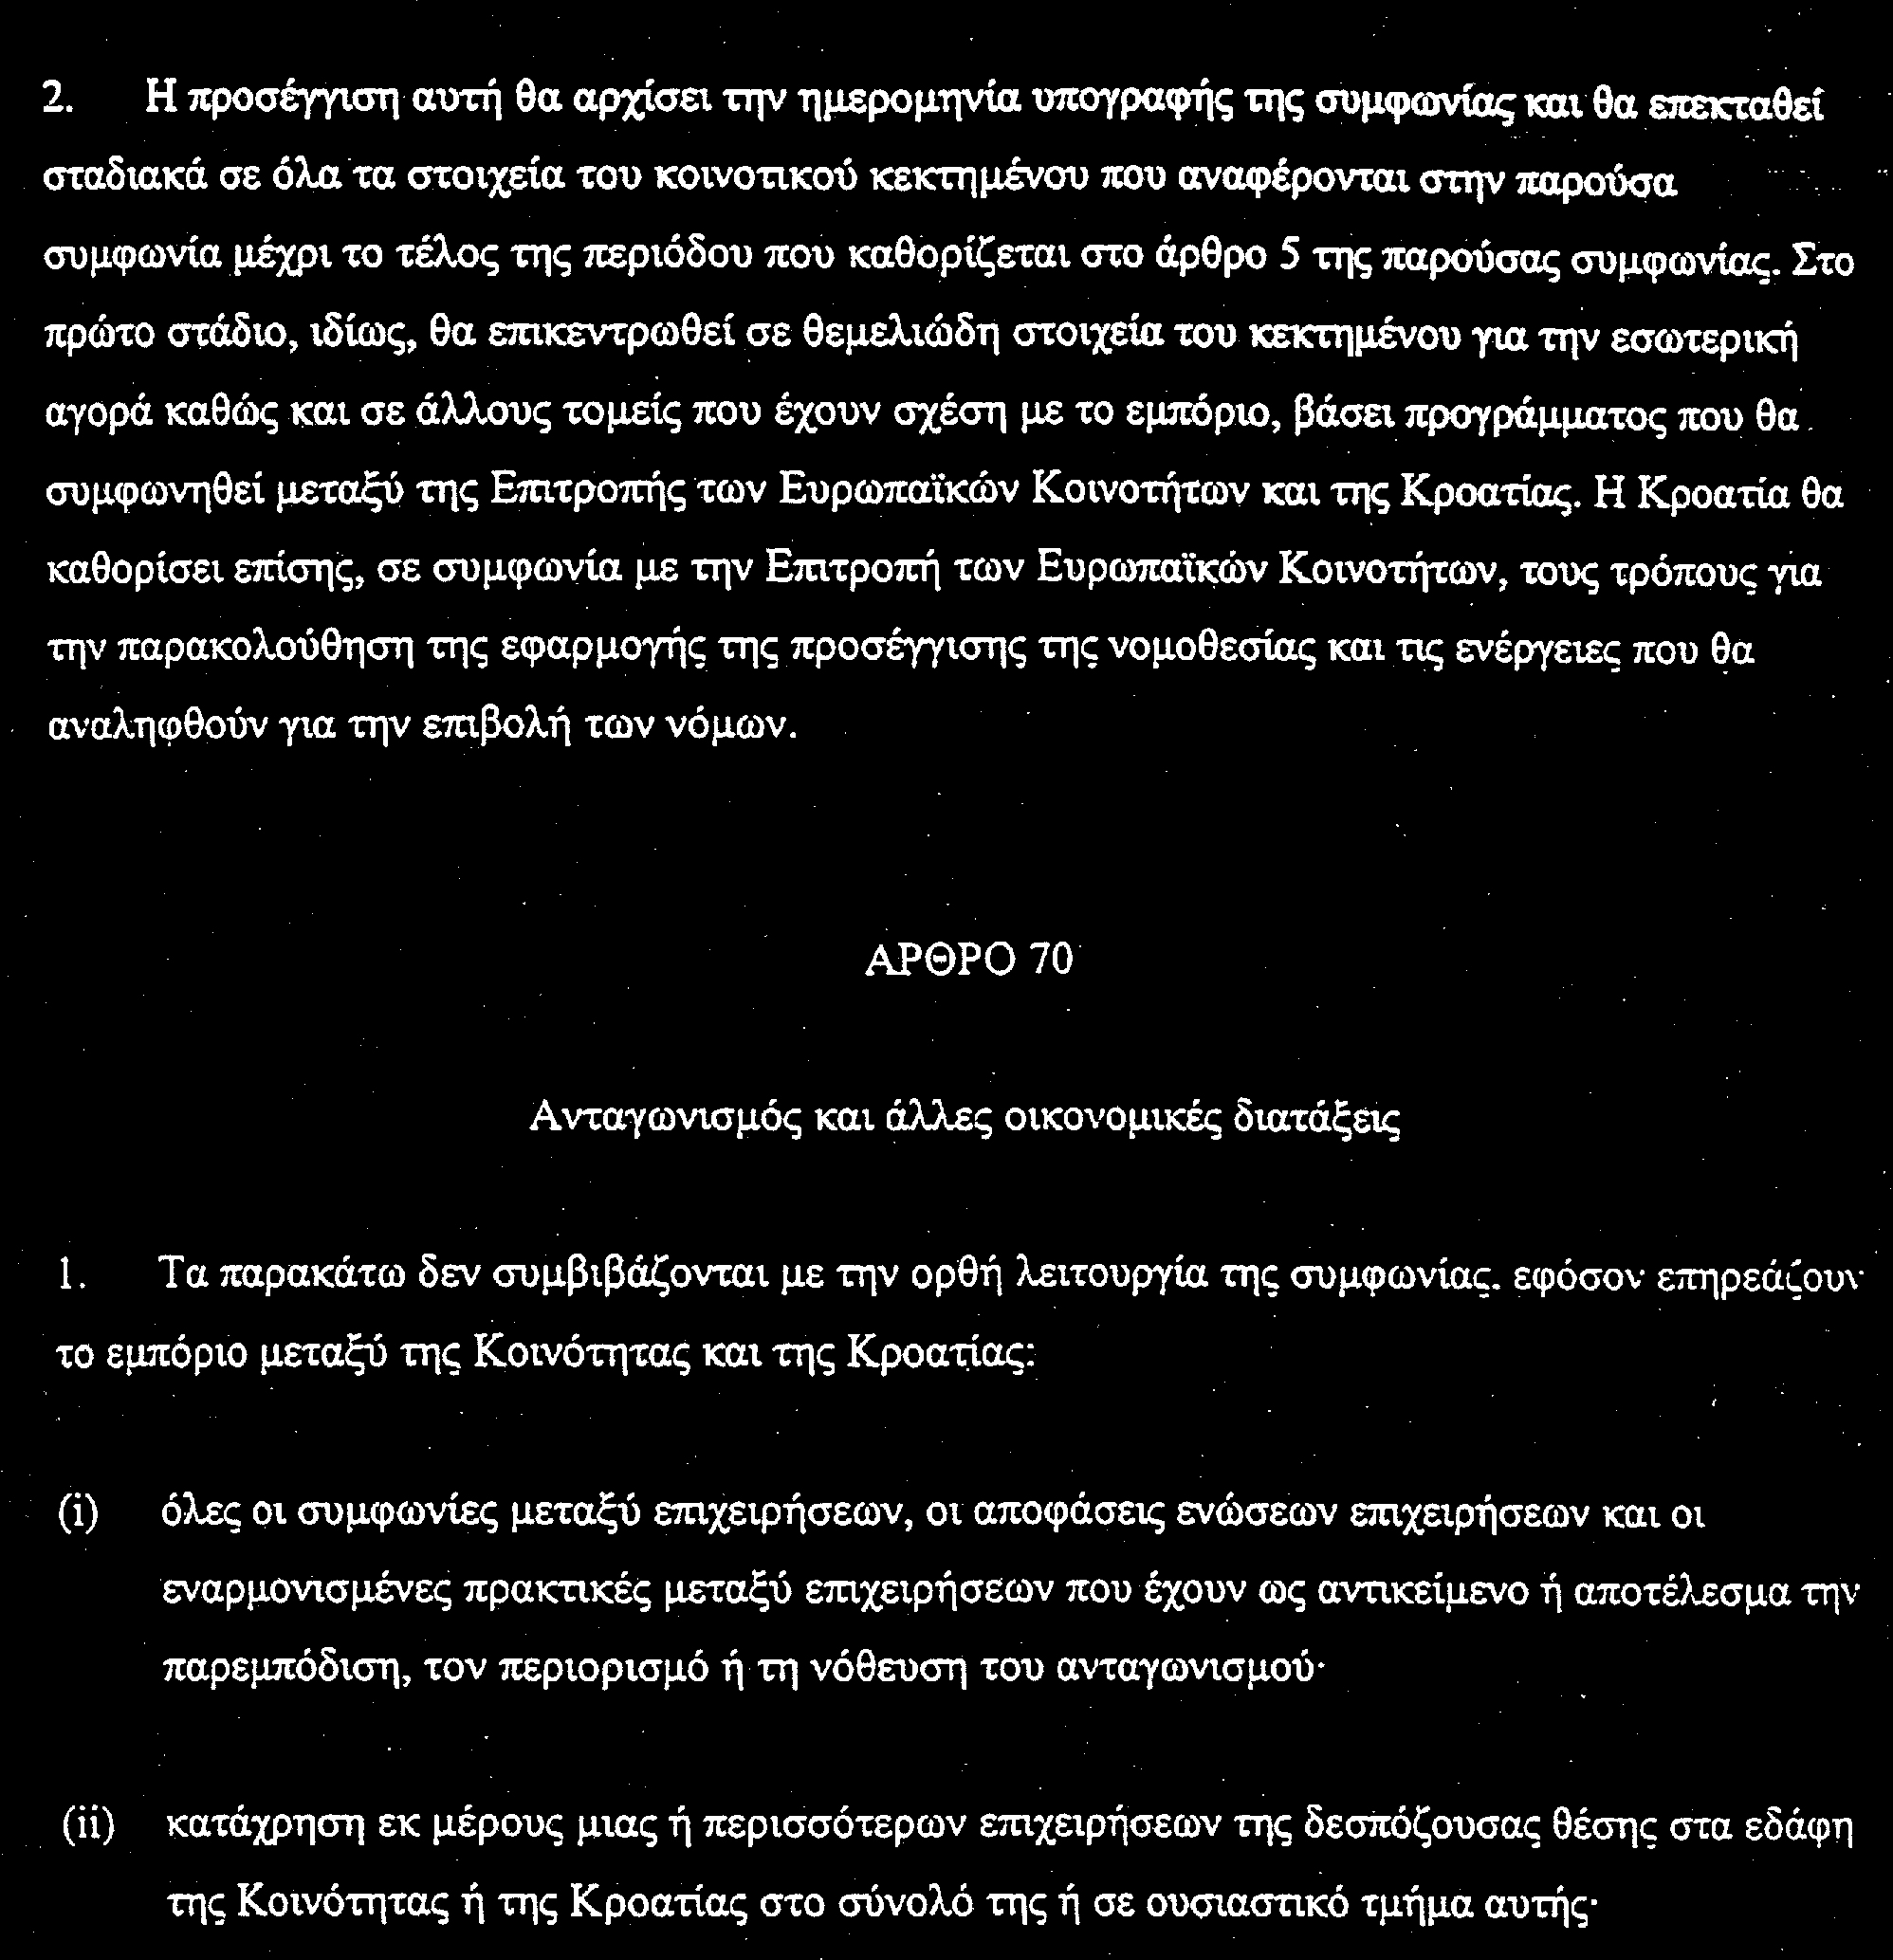 2. Η προσέγγιση αυτή θα αρχίσει την ημερομηνία υπογραφής της συμφωνίας και θα επεκταθεί
σταδιακά σε όλα τα στοιχεία του κοινοτικού κεκτημένου που αναφέρονται στην παρούσα
συμφωνία μέχρι το τέλος της περιόδου που καθορίζεται στο άρθρο 5 της παρούσας συμφωνίας. Στο
πρώτο στάδιο, ιδίως, θα επικεντρωθεί σε θεμελιώδη στοιχεία του κεκτημένου για την εσωτερική
αγορά καθώς και σε άλλους τομείς που έχουν σχέση με το εμπόριο, βάσει προγράμματος που θα
συμφωνηθεί μεταξύ της Επιτροπής των Ευρωπαϊκών Κοινοτήτων και της Κροατίας. Η Κροατία θα
καθορίσει επίσης, σε συμφωνία με την Επιτροπή των Ευρωπαϊκών Κοινοτήτων, τους τρόπους για
την παρακολούθηση της εφαρμογής της προσέγγισης της νομοθεσίας και τις ενέργειες που θα
αναληφθούν για την επιβολή των νόμων.
ΑΡΘΡΟ 70
Ανταγωνισμός και άλλες οικονομικές διατάξεις
1. Τα παρακάτω δεν συμβιβάζονται με την ορθή λειτουργία της συμφωνίας, εφόσον επηρεάζουν
το εμπόριο μεταξύ της Κοινότητας και της Κροατίας:
(i) όλες οι συμφωνίες μεταξύ επιχειρήσεων, οι αποφάσεις ενώσεων επιχειρήσεων και οι
εναρμονισμένες πρακτικές μεταξύ επιχειρήσεων που έχουν ως αντικείμενο ή αποτέλεσμα την
παρεμπόδιση, τον περιορισμό ή τη νόθευση του ανταγωνισμού·
(ii) κατάχρηση εκ μέρους μιας ή περισσότερων επιχειρήσεων της δεσπόζουσας θέσης στα εδάφη
της Κοινότητας ή της Κροατίας στο σύνολό της ή σε ουσιαστικό τμήμα αυτής·